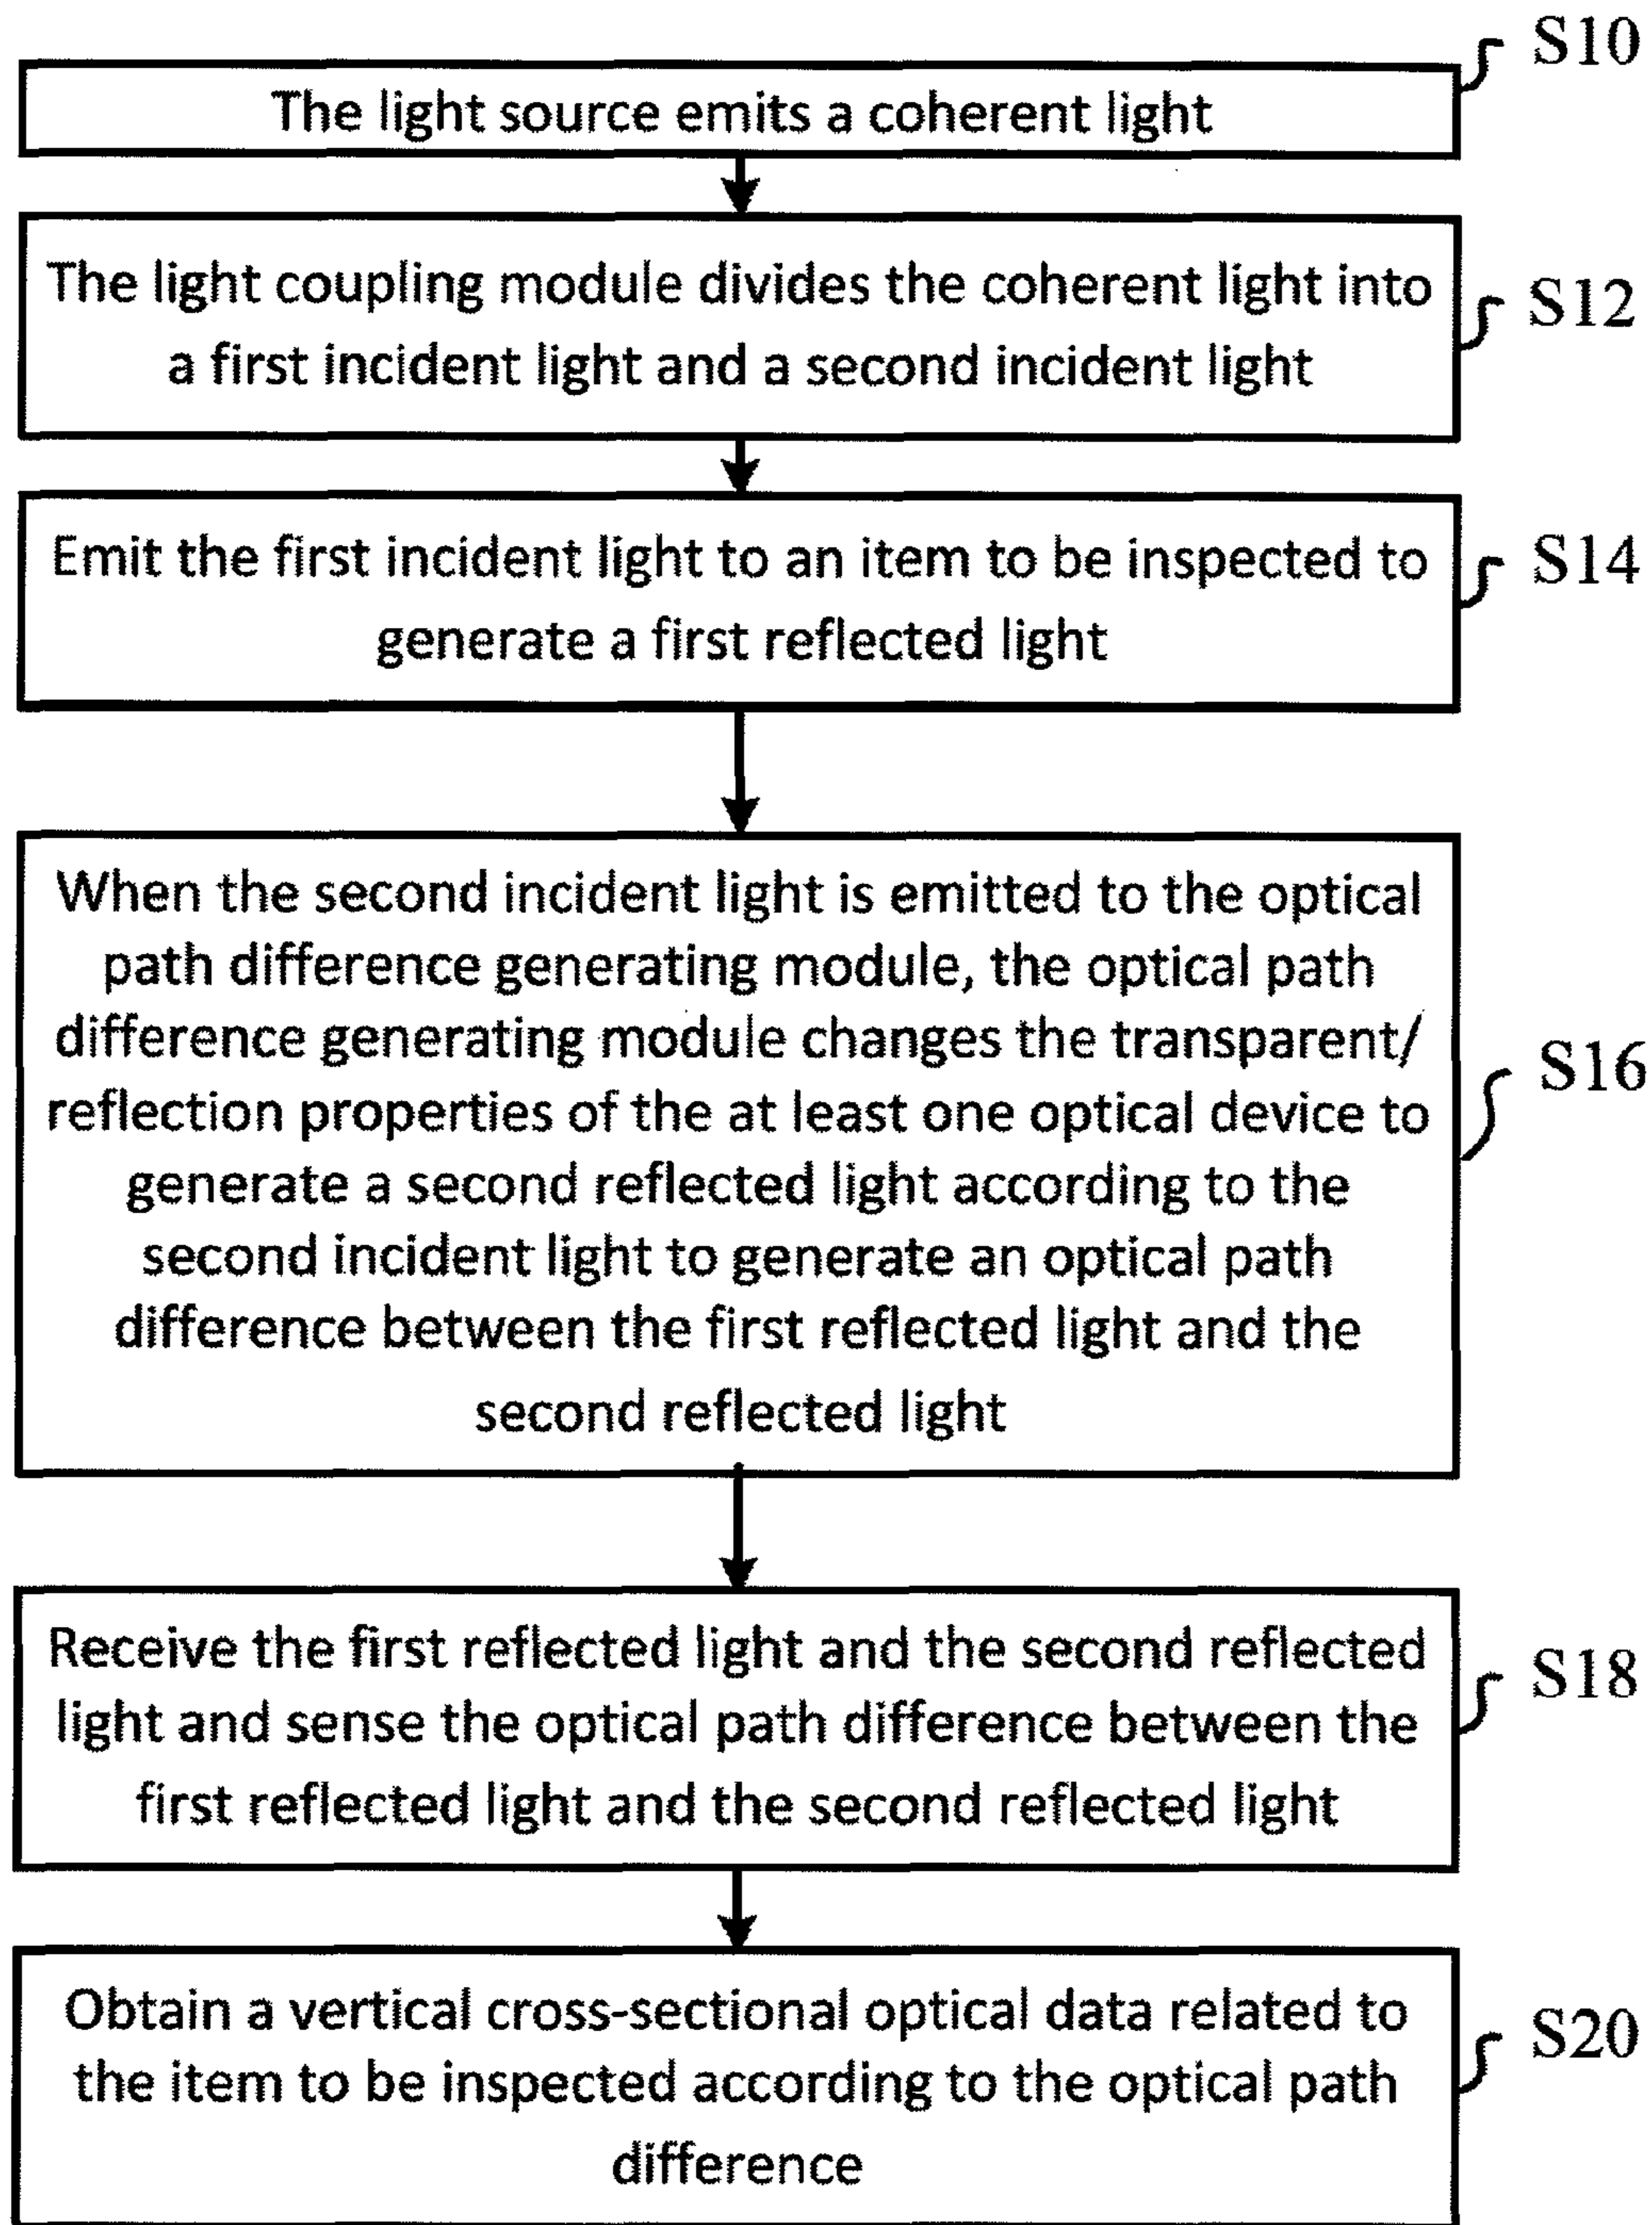 S10
The light source emits a coherent light
The light coupling module divides the coherent light into
a first incident light and a second incident light
S12
Emit the first incident light to an item to be inspected to
generate a first reflected light
S14
When the second incident light is emitted to the optical
path difference generating module, the optical path
difference generating module changes the transparent/
reflection properties of the at least one optical device to
generate a second reflected light according to the
second incident light to generate an optical path
difference between the first reflected light and the
second reflected light
S16
Receive the first reflected light and the second reflected
light and sense the optical path difference between the
first reflected light and the second reflected light
S18
Obtain a vertical cross-sectional optical data related to
the item to be inspected according to the optical path
difference
S20